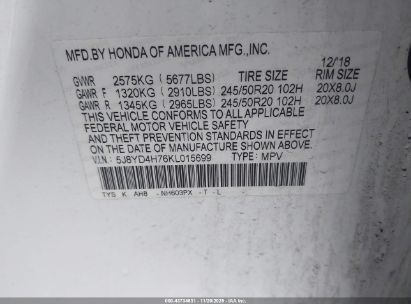 MFD. BY HONDA OF AMERICA MFG., INC.
12/'18
GVWR 2575KG (5677LBS) TIRE SIZE RIM SIZE
GAWR F 1320KG (2910LBS) 245/50R20 102H 20X8.0J
GAWR R 1345KG (2965LBS) 245/50R20 102H 20X8.0J
THIS VEHICLE CONFORMS TO ALL APPLICABLE
FEDERAL MOTOR VEHICLE SAFETY
AND THEFT PREVENTION STANDARDS IN EFFECT
ON THE DATE OF MANUFACTURE SHOWN ABOVE.
V.I.N.: 5J8YD4H76KL015699 TYPE: MPV
TYS K AH8 - NH603PX - T - L